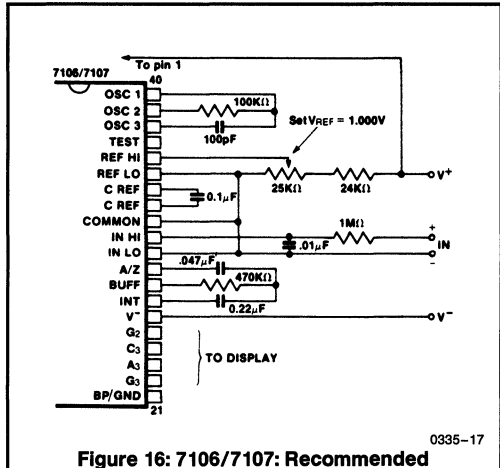 To pin 1
7106/7107
40
OSC 1
OSC 2
100KΩ
OSC 3
100pF
TEST
Set VREF = 1.000V
REF HI
REF LO
25KΩ
24KΩ
V+
C REF
0.1µF
C REF
COMMON
1MΩ
+
IN HI
.01µF
IN
IN LO
-
A/Z
.047µF
BUFF
470KΩ
INT
0.22µF
V-
V-
G2
C3
TO DISPLAY
A3
G3
BP/GND
21
0335-17
Figure 16: 7106/7107: Recommended